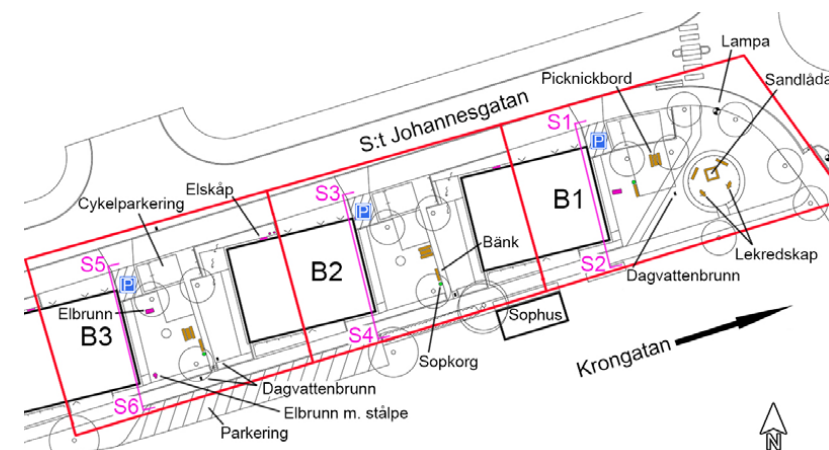 Lampa
Picknickbord
Sandlåda
S:t Johannesgatan
S1
P
Elskåp
S3
Cykelparkering
P
B1
Bänk
S5
B2
S2
Lekredskap
P
Dagvattenbrunn
Elbrunn
B3
Sophus
S4
Sopkorg
Krongatan
Dagvattenbrunn
S6
Elbrunn m. stålpe
Parkering
N